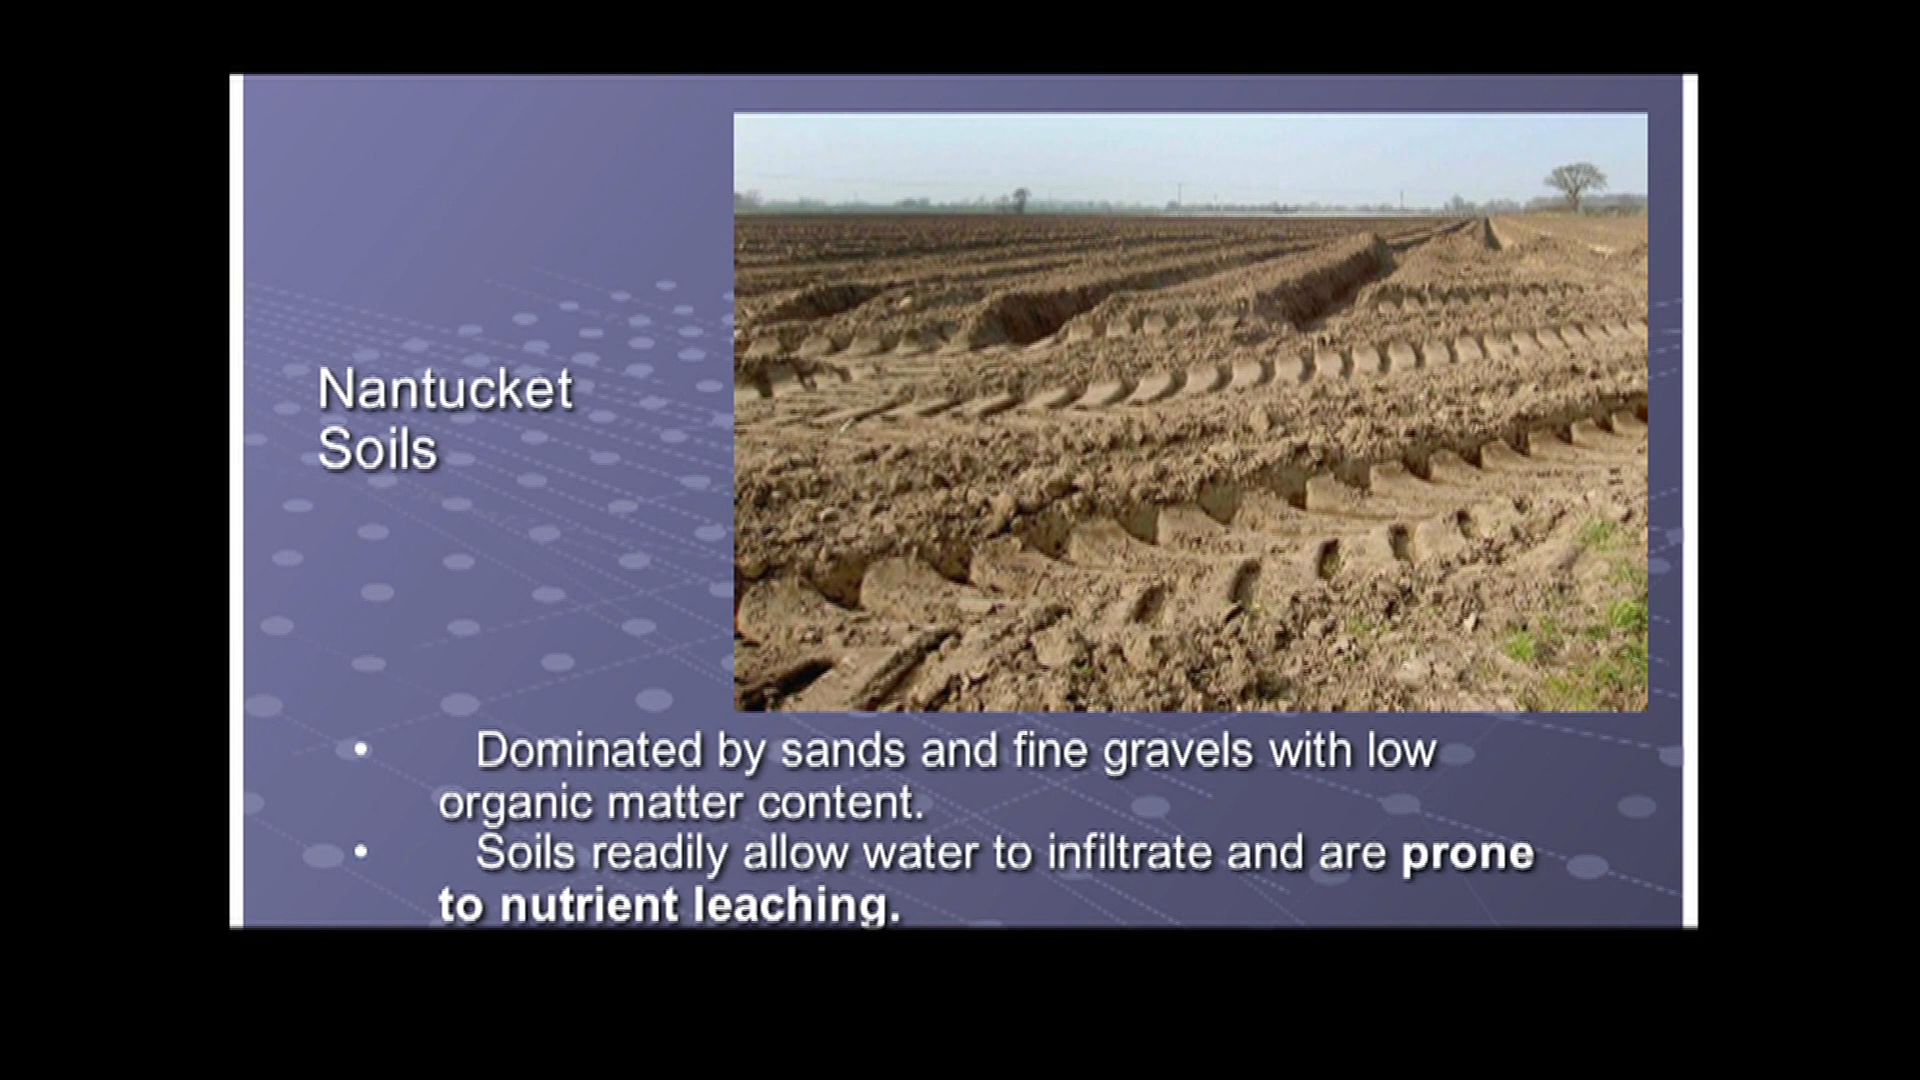 Nantucket
Soils
• Dominated by sands and fine gravels with low
organic matter content.
• Soils readily allow water to infiltrate and are prone
to nutrient leaching.